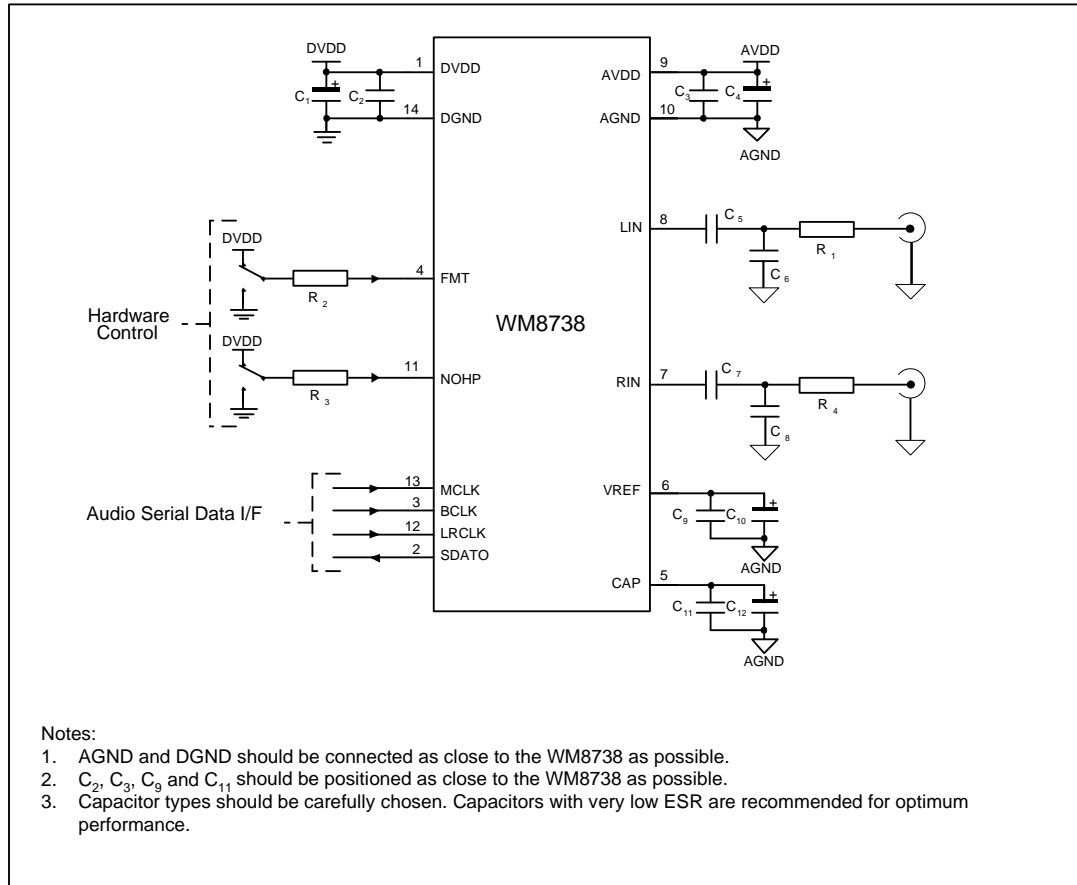 DVDD
AVDD
1
DVDD
AVDD
9
C1
C2
C3
C4
14
DGND
AGND
10
AGND
LIN
8
C5
R1
C6
DVDD
4
FMT
R2
Hardware
Control
WM8738
DVDD
11
NOHP
R3
RIN
7
C7
R4
C8
Audio Serial Data I/F
13
MCLK
3
BCLK
12
LRCLK
2
SDATO
VREF
6
C9
C10
AGND
CAP
5
C11
C12
AGND
Notes:
1. AGND and DGND should be connected as close to the WM8738 as possible.
2. C2, C3, C9 and C11 should be positioned as close to the WM8738 as possible.
3. Capacitor types should be carefully chosen. Capacitors with very low ESR are recommended for optimum
performance.